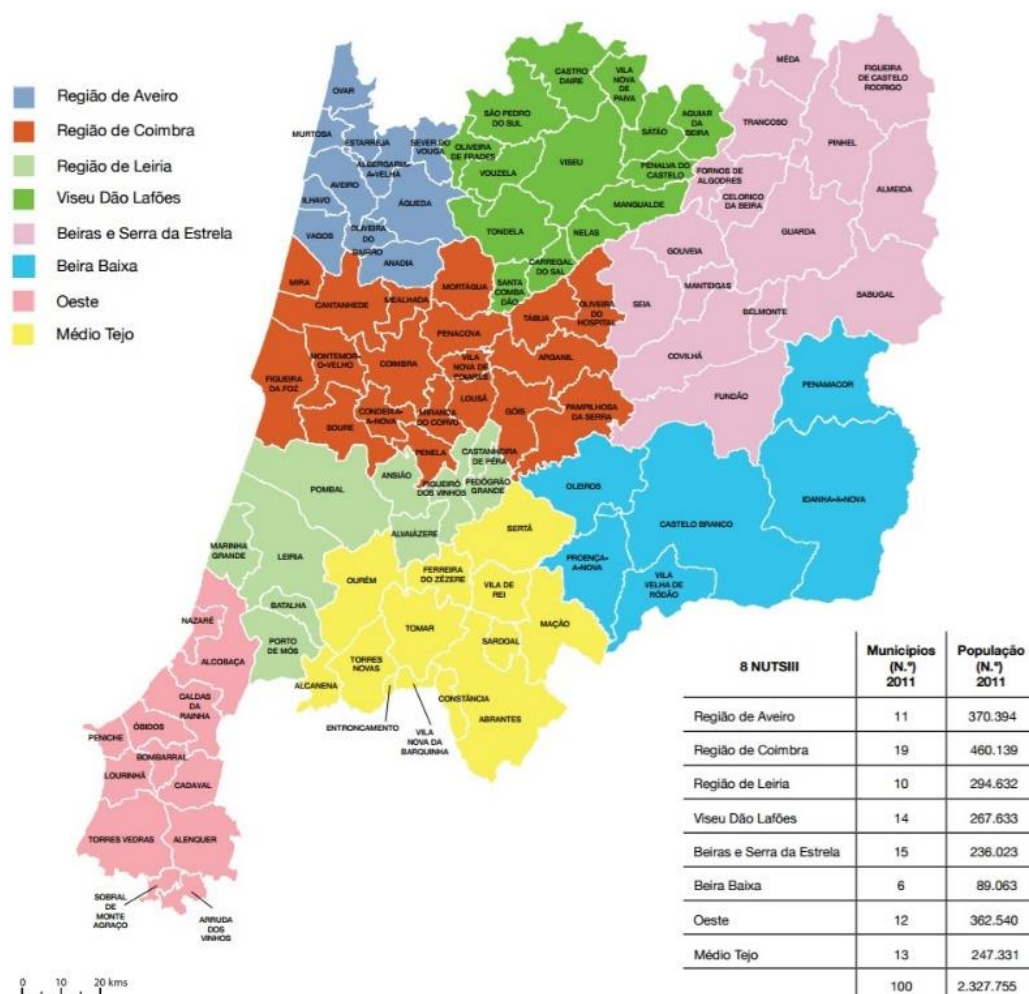 Região de Aveiro
Região de Coimbra
Região de Leiria
Viseu Dão Lafões
Beiras e Serra da Estrela
Beira Baixa
Oeste
Médio Tejo
OVAR
MURTOSA
ESTARREJA
SEVER DO
VOUGA
ALBERGARIA-
A-VELHA
AVEIRO
ÁGUEDA
ILHAVO
VAGOS
OLIVEIRA
DO
BAIRRO
ANADIA
CASTRO
DAIRE
VILA
NOVA
DE
PAIVA
SÃO PEDRO
DO SUL
SÁTÃO
AGUIAR
DA
BEIRA
OLIVEIRA
DE FRADES
VISEU
VOUZELA
PENALVA DO
CASTELO
MANGUALDE
TONDELA
NELAS
CARREGAL
DO SAL
SANTA
COMBA
DÃO
MÊDA
FIGUEIRA
DE CASTELO
RODRIGO
TRANCOSO
PINHEL
FORNOS DE
ALGODRES
ALMEIDA
CELORICO
DA BEIRA
GUARDA
GOUVEIA
MANTEIGAS
SEIA
BELMONTE
SABUGAL
COVILHÃ
FUNDÃO
MIRA
CANTANHEDE
MEALHADA
MORTÁGUA
TÁBUA
OLIVEIRA
DO
HOSPITAL
PENACOVA
MONTEMOR-
O-VELHO
COIMBRA
VILA
NOVA DE
POIARES
ARGANIL
FIGUEIRA
DA FOZ
LOUSÃ
CONDEIXA-
A-NOVA
MIRANDA
DO CORVO
GÓIS
PAMPILHOSA
DA SERRA
SOURE
PENELA
PENAMACOR
OLEIROS
CASTELO BRANCO
IDANHA-A-NOVA
PROENÇA-
A-NOVA
VILA
VELHA DE
RÓDÃO
CASTANHEIRA
DE PÊRA
ANSIÃO
POMBAL
FIGUEIRÓ
DOS VINHOS
PEDÓGRÃO
GRANDE
ALVAIÁZERE
MARINHA
GRANDE
LEIRIA
BATALHA
PORTO
DE MÓS
SERTÃ
OURÉM
FERREIRA
DO ZÊZERE
VILA DE
REI
TOMAR
MAÇÃO
SARDOAL
TORRES
NOVAS
ALCANENA
CONSTÂNCIA
ABRANTES
ENTRONCAMENTO
VILA
NOVA DA
BARQUINHA
NAZARÉ
ALCOBAÇA
CALDAS
DA
RAINHA
ÓBIDOS
PENICHE
BOMBARRAL
LOURINHÃ
CADAVAL
TORRES VEDRAS
ALENQUER
SOBRAL
DE
MONTE
AGRAÇO
ARRUDA
DOS
VINHOS
0 10 20 kms
8 NUTSIII Municípios (N.º) 2011 População (N.º) 2011
Região de Aveiro 11 370.394
Região de Coimbra 19 460.139
Região de Leiria 10 294.632
Viseu Dão Lafões 14 267.633
Beiras e Serra da Estrela 15 236.023
Beira Baixa 6 89.063
Oeste 12 362.540
Médio Tejo 13 247.331
100 2.327.755